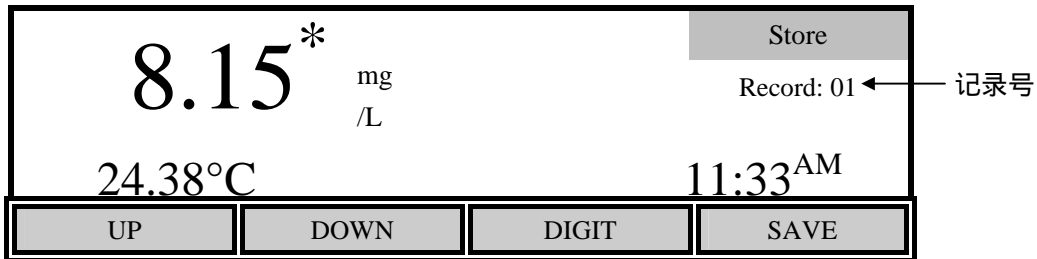 8.15* mg
/L
Store
Record: 01
记录号
24.38°C
11:33AM
UP
DOWN
DIGIT
SAVE